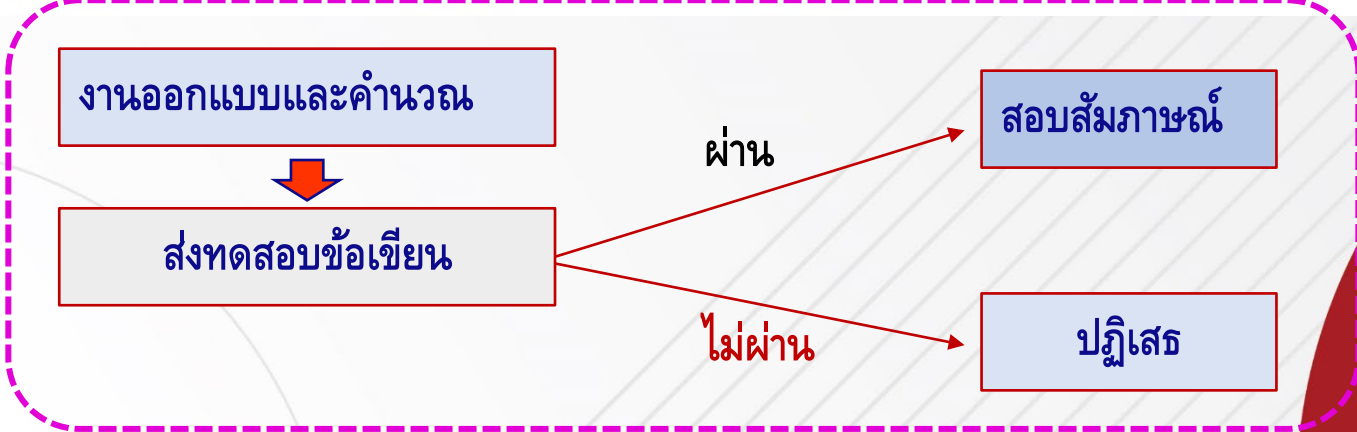 งานออกแบบและคำนวณ
ส่งทดสอบข้อเขียน
ผ่าน
ไม่ผ่าน
สอบสัมภาษณ์
ปฏิเสธ